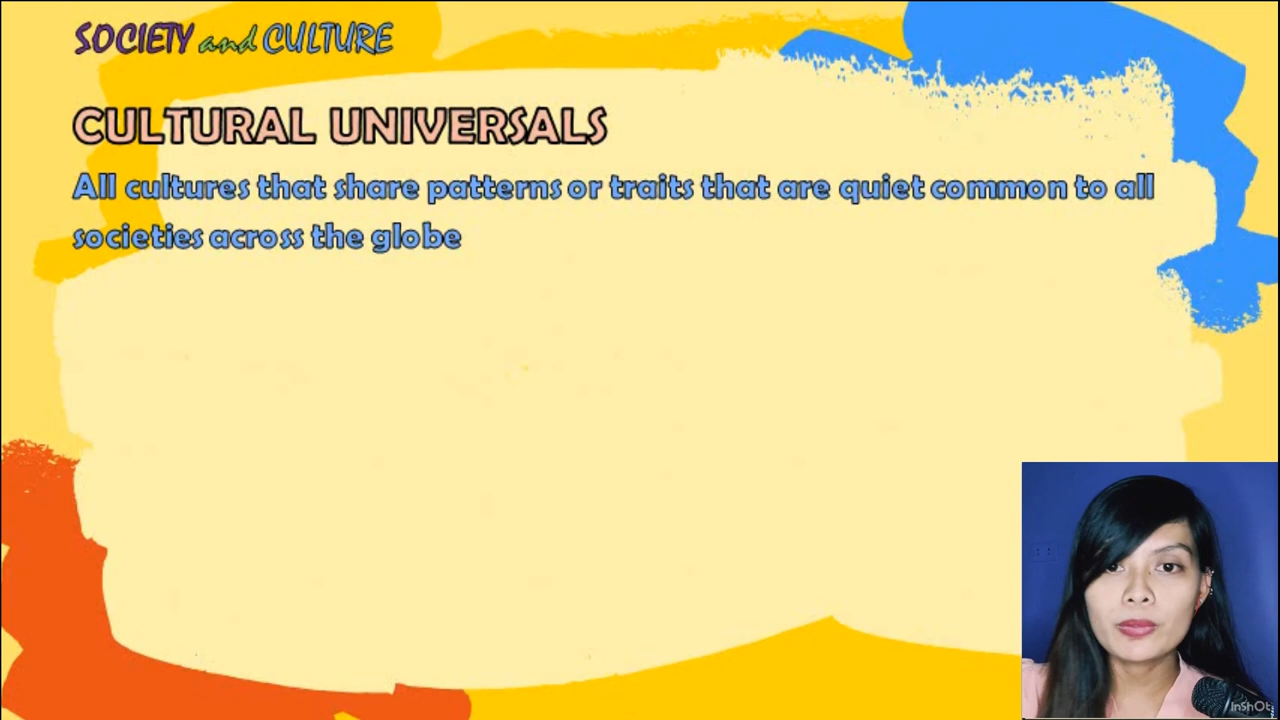 SOCIETY and CULTURE
CULTURAL UNIVERSALS
All cultures that share patterns or traits that are quiet common to all
societies across the globe
InShOt